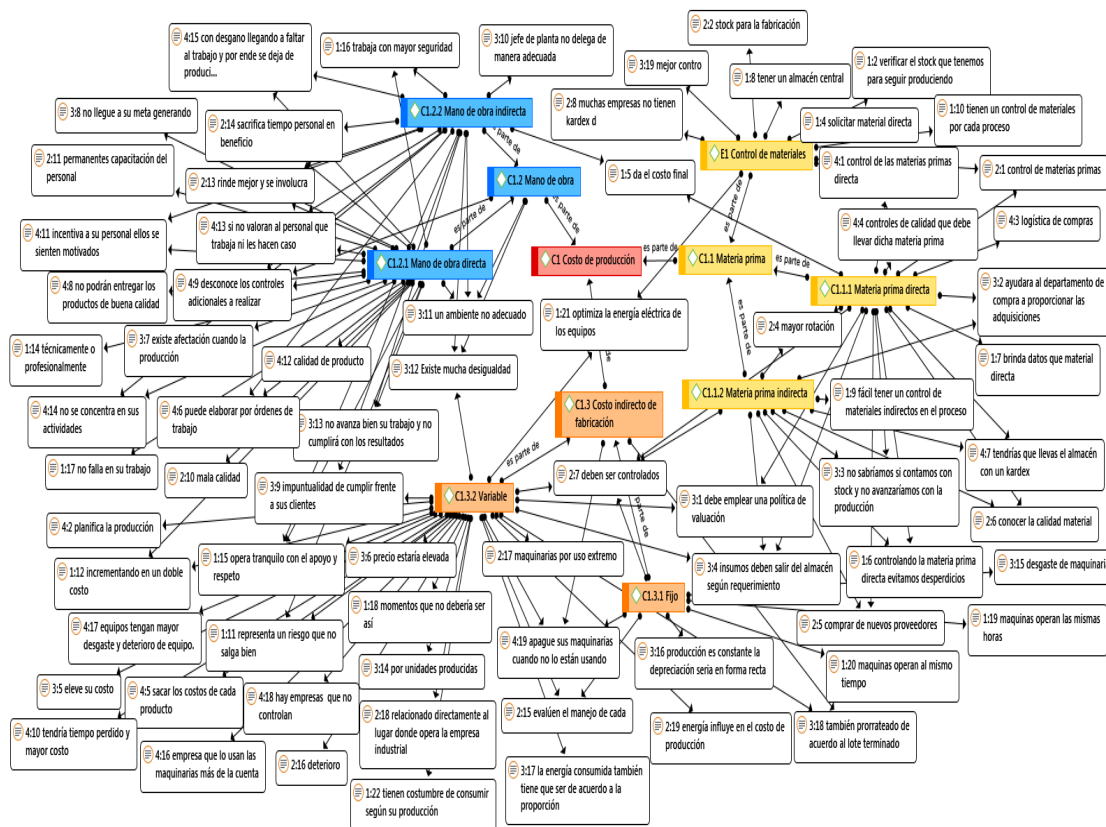 4:15 con desgano llegando a faltar
al trabajo y por ende se deja de
produci...
1:16 trabaja con mayor seguridad
3:10 jefe de planta no delega de
manera adecuada
2:2 stock para la fabricación
3:19 mejor contro
1:8 tener un almacén central
1:2 verificar el stock que tenemos
para seguir produciendo
3:8 no llegue a su meta generando
C1.2.2 Mano de obra indirecta
2:8 muchas empresas no tienen
kardex d
1:4 solicitar material directa
1:10 tienen un control de materiales
por cada proceso
2:14 sacrifica tiempo personal en
beneficio
es parte de
E1 Control de materiales
2:11 permanentes capacitación del
personal
2:13 rinde mejor y se involucra
C1.2 Mano de obra
1:5 da el costo final
4:1 control de las materias primas
directa
2:1 control de materias primas
es parte de
es parte de
es parte de
4:11 incentiva a su personal ellos se
sienten motivados
4:13 si no valoran al personal que
trabaja ni les hacen caso
4:4 controles de calidad que debe
llevar dicha materia prima
4:3 logística de compras
C1.2.1 Mano de obra directa
C1 Costo de producción
es parte de
C1.1 Materia prima
es parte de
C1.1.1 Materia prima directa
4:8 no podrán entregar los
productos de buena calidad
4:9 desconoce los controles
adicionales a realizar
3:2 ayudara al departamento de
compra a proporcionar las
adquisiciones
3:11 un ambiente no adecuado
1:21 optimiza la energía eléctrica de
los equipos
2:4 mayor rotación
es parte de
1:14 técnicamente o
profesionalmente
3:7 existe afectación cuando la
producción
4:12 calidad de producto
3:12 Existe mucha desigualdad
de
1:7 brinda datos que material
directa
C1.3 Costo indirecto de
fabricación
C1.1.2 Materia prima indirecta
1:9 fácil tener un control de
materiales indirectos en el proceso
4:14 no se concentra en sus
actividades
4:6 puede elaborar por órdenes de
trabajo
3:13 no avanza bien su trabajo y no
cumplirá con los resultados
es parte de
4:7 tendrías que llevas el almacén
con un kardex
1:17 no falla en su trabajo
2:10 mala calidad
3:9 impuntualidad de cumplir frente
a sus clientes
2:7 deben ser controlados
3:3 no sabríamos si contamos con
stock y no avanzaríamos con la
producción
C1.3.2 Variable
3:1 debe emplear una política de
valuación
2:6 conocer la calidad material
4:2 planifica la producción
parte de
1:15 opera tranquilo con el apoyo y
respeto
3:6 precio estaría elevada
2:17 maquinarias por uso extremo
3:4 insumos deben salir del almacén
según requerimiento
1:6 controlando la materia prima
directa evitamos desperdicios
3:15 desgaste de maquinaria
1:12 incrementando en un doble
costo
C1.3.1 Fijo
1:18 momentos que no debería ser
así
2:5 comprar de nuevos proveedores
1:19 maquinas operan las mismas
horas
4:17 equipos tengan mayor
desgaste y deterioro de equipo.
1:11 representa un riesgo que no
salga bien
4:19 apague sus maquinarias
cuando no lo están usando
3:16 producción es constante la
depreciación seria en forma recta
1:20 maquinas operan al mismo
tiempo
3:14 por unidades producidas
3:5 eleve su costo
4:5 sacar los costos de cada
producto
4:18 hay empresas que no
controlan
2:15 evalúen el manejo de cada
2:18 relacionado directamente al
lugar donde opera la empresa
industrial
2:19 energía influye en el costo de
producción
3:18 también prorrateado de
acuerdo al lote terminado
4:10 tendría tiempo perdido y
mayor costo
4:16 empresa que lo usan las
maquinarias más de la cuenta
2:16 deterioro
3:17 la energía consumida también
tiene que ser de acuerdo a la
proporción
1:22 tienen costumbre de consumir
según su producción